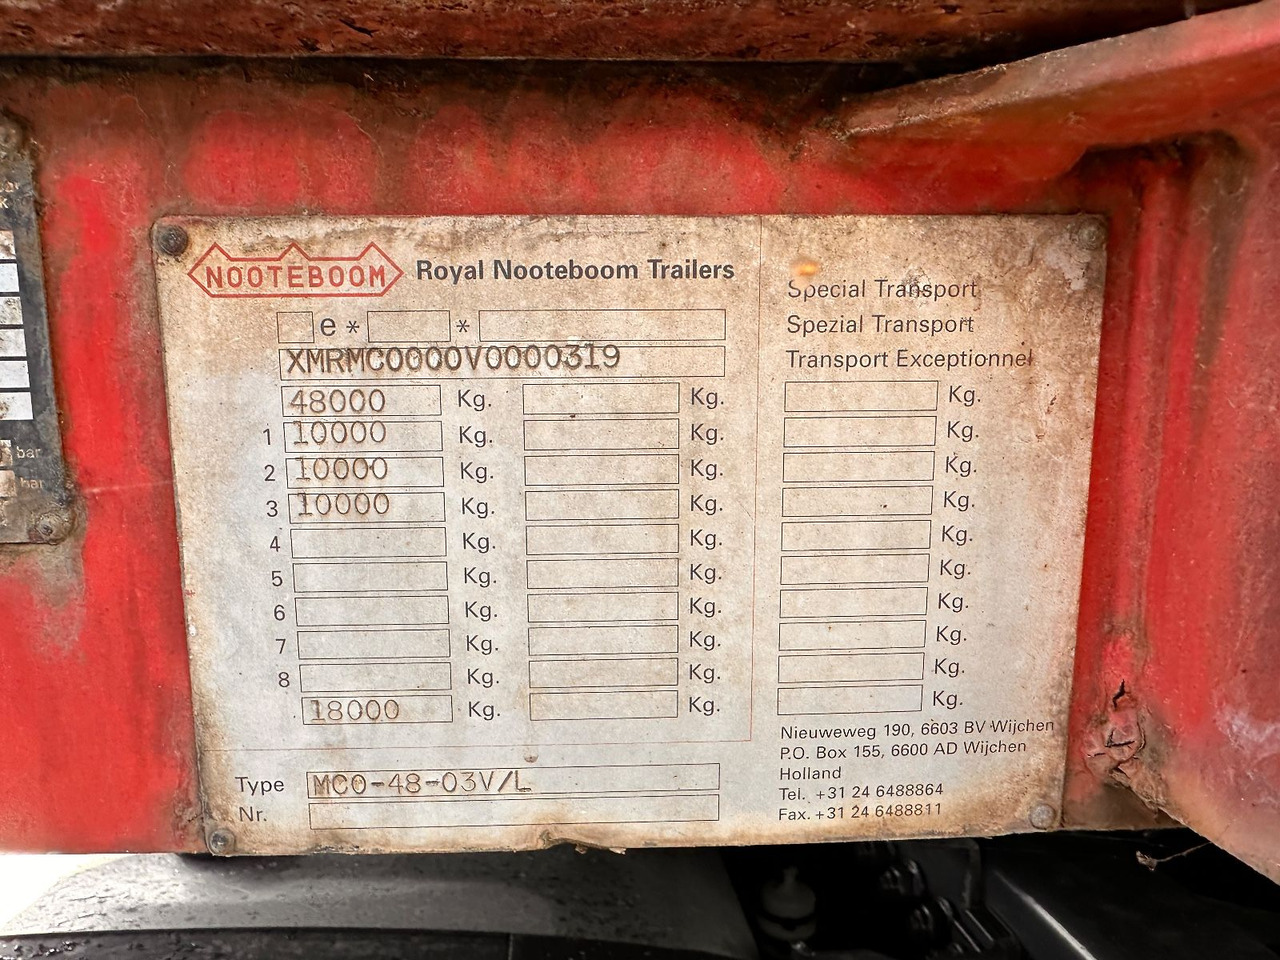 NOOTEBOOM Royal Nooteboom Trailers
e * *
XMRMC0000V0000319
48000 Kg. Kg.
1 10000 Kg. Kg.
2 10000 Kg. Kg.
3 10000 Kg. Kg.
4 Kg. Kg.
5 Kg. Kg.
6 Kg. Kg.
7 Kg. Kg.
8 Kg. Kg.
18000 Kg. Kg.
Type MCO-48-03V/L
Nr.
Special Transport
Spezial Transport
Transport Exceptionnel
Kg.
Kg.
Kg.
Kg.
Kg.
Kg.
Kg.
Kg.
Kg.
Kg.
Nieuweweg 190, 6603 BV Wijchen
P.O. Box 155, 6600 AD Wijchen
Holland
Tel. +31 24 6488864
Fax. +31 24 6488811
bar
bar